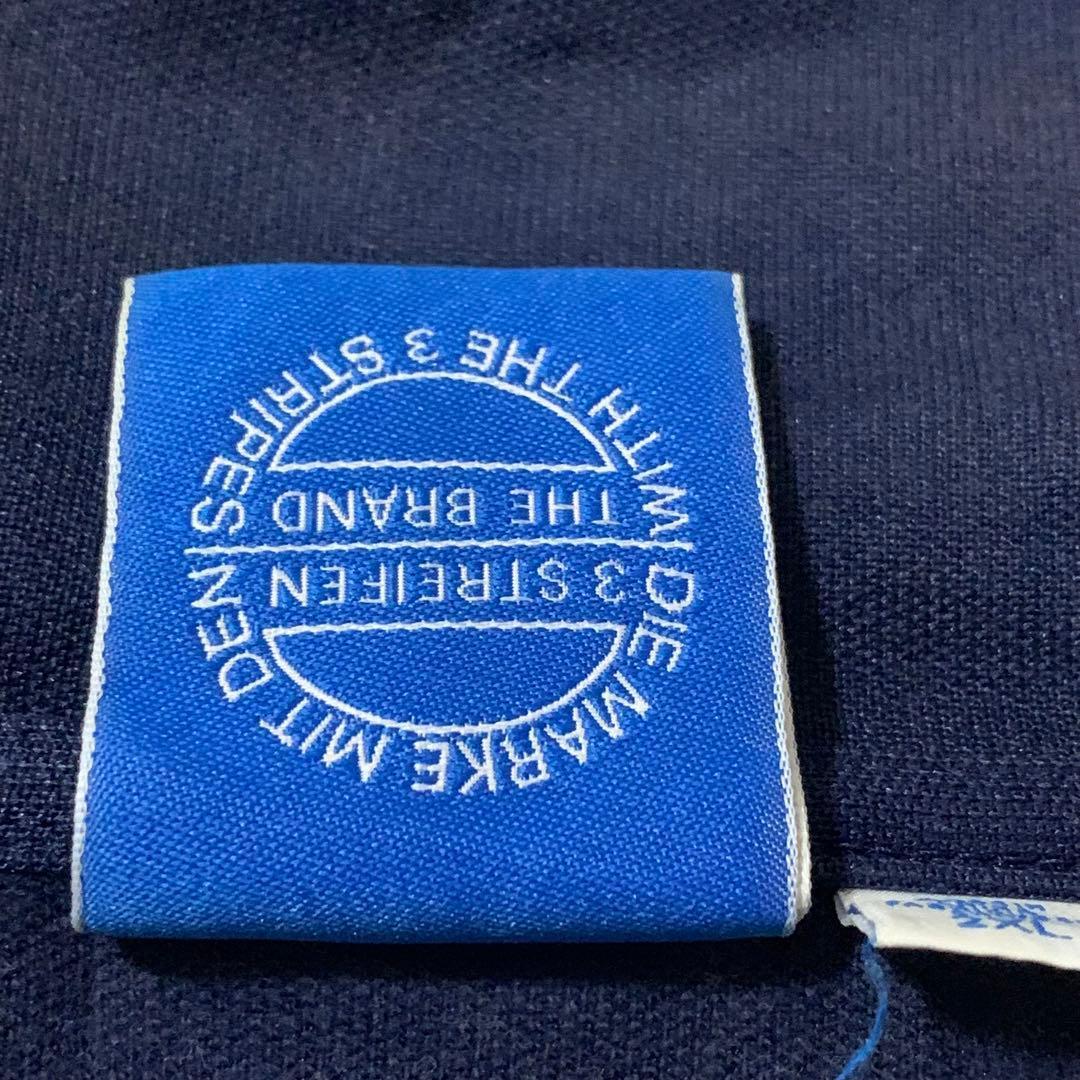 DIE MARKE MIT DEN
3 STREIFEN
THE BRAND
WITH THE 3 STRIPES